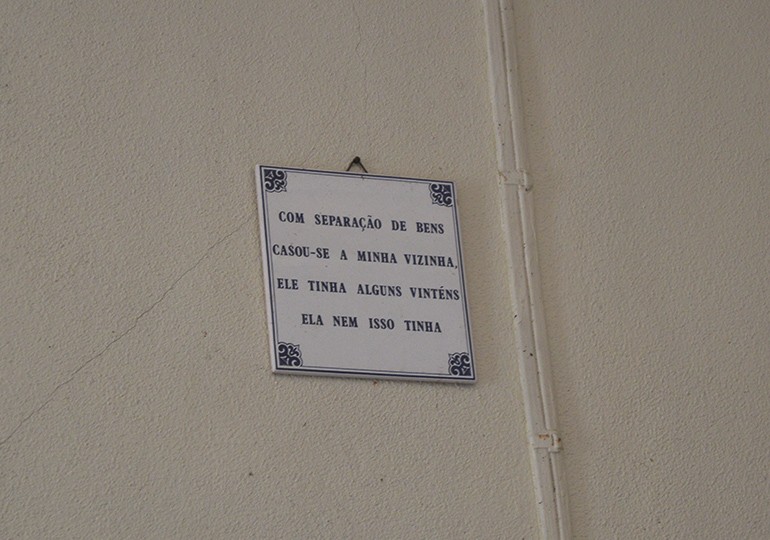 COM SEPARAÇÃO DE BENS
CASOU-SE A MINHA VIZINHA,
ELE TINHA ALGUNS VINTÉNS
ELA NEM ISSO TINHA